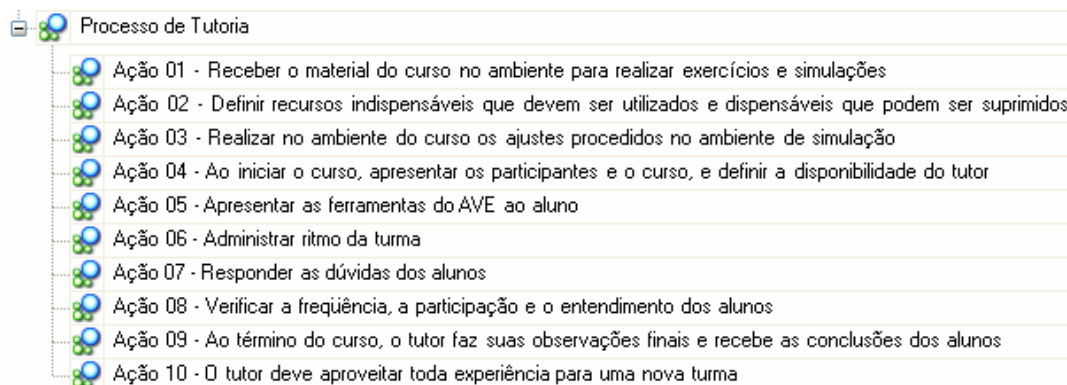 Processo de Tutoria
Ação 01 - Receber o material do curso no ambiente para realizar exercícios e simulações
Ação 02 - Definir recursos indispensáveis que devem ser utilizados e dispensáveis que podem ser suprimidos
Ação 03 - Realizar no ambiente do curso os ajustes procedidos no ambiente de simulação
Ação 04 - Ao iniciar o curso, apresentar os participantes e o curso, e definir a disponibilidade do tutor
Ação 05 - Apresentar as ferramentas do AVE ao aluno
Ação 06 - Administrar ritmo da turma
Ação 07 - Responder as dúvidas dos alunos
Ação 08 - Verificar a freqüência, a participação e o entendimento dos alunos
Ação 09 - Ao término do curso, o tutor faz suas observações finais e recebe as conclusões dos alunos
Ação 10 - O tutor deve aproveitar toda experiência para uma nova turma